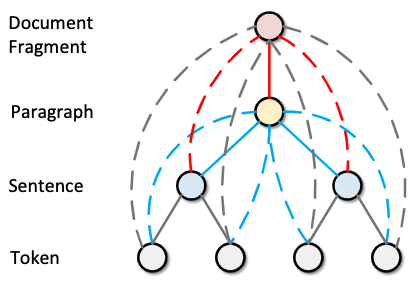 Document
Fragment
Paragraph
Sentence
Token